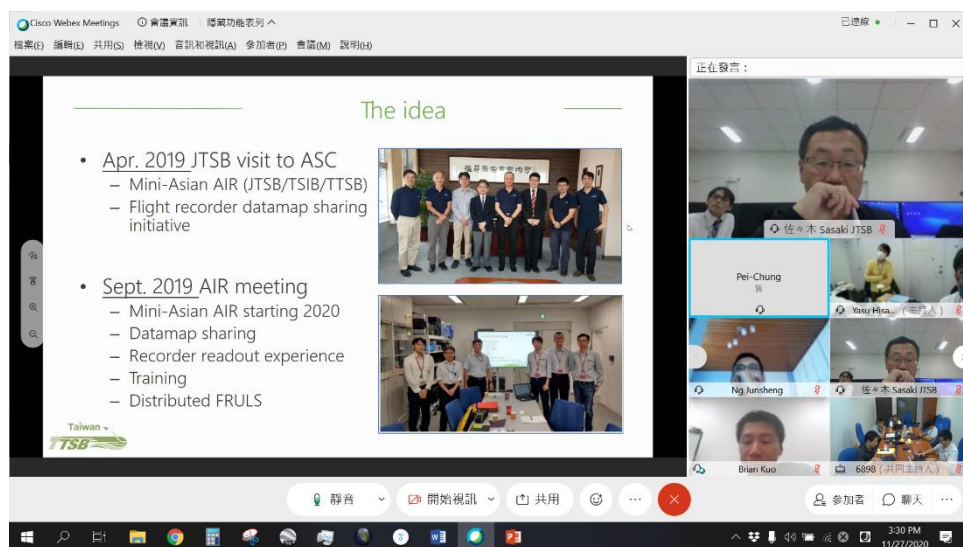 Cisco Webex Meetings
會議資訊
隱藏功能表列
已連線
檔案(F) 編輯(E) 共用(S) 檢視(V) 音訊和視訊(A) 參加者(P) 會議(M) 說明(H)
正在發言：
The idea
• Apr. 2019 JTSB visit to ASC
– Mini-Asian AIR (JTSB/TSIB/TTSB)
– Flight recorder datamap sharing
initiative
• Sept. 2019 AIR meeting
– Mini-Asian AIR starting 2020
– Datamap sharing
– Recorder readout experience
– Training
– Distributed FRULS
Taiwan
TTSB
佐々木 Sasaki JTSB
Pei-Chung
我
Yasu Hisa... (主持人)
Ng Junsheng
佐々木 Sasaki JTSB
Brian Kuo
6898 (共同主持人)
靜音
開始視訊
共用
參加者
聊天
3:30 PM
11/27/2020